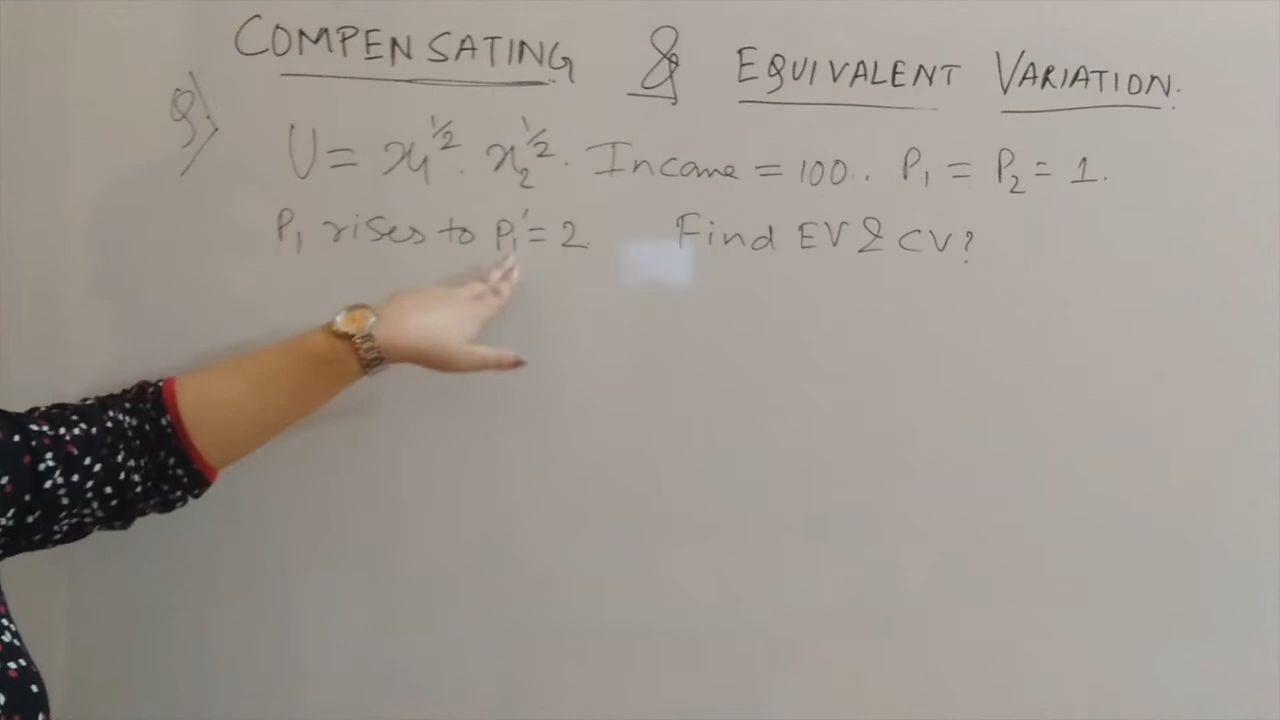 COMPENSATING & EQUIVALENT VARIATION.
Q) U = x₁^1/2 . x₂^1/2 . Income = 100. P₁ = P₂ = 1.
P₁ rises to P₁' = 2. Find EV & CV?